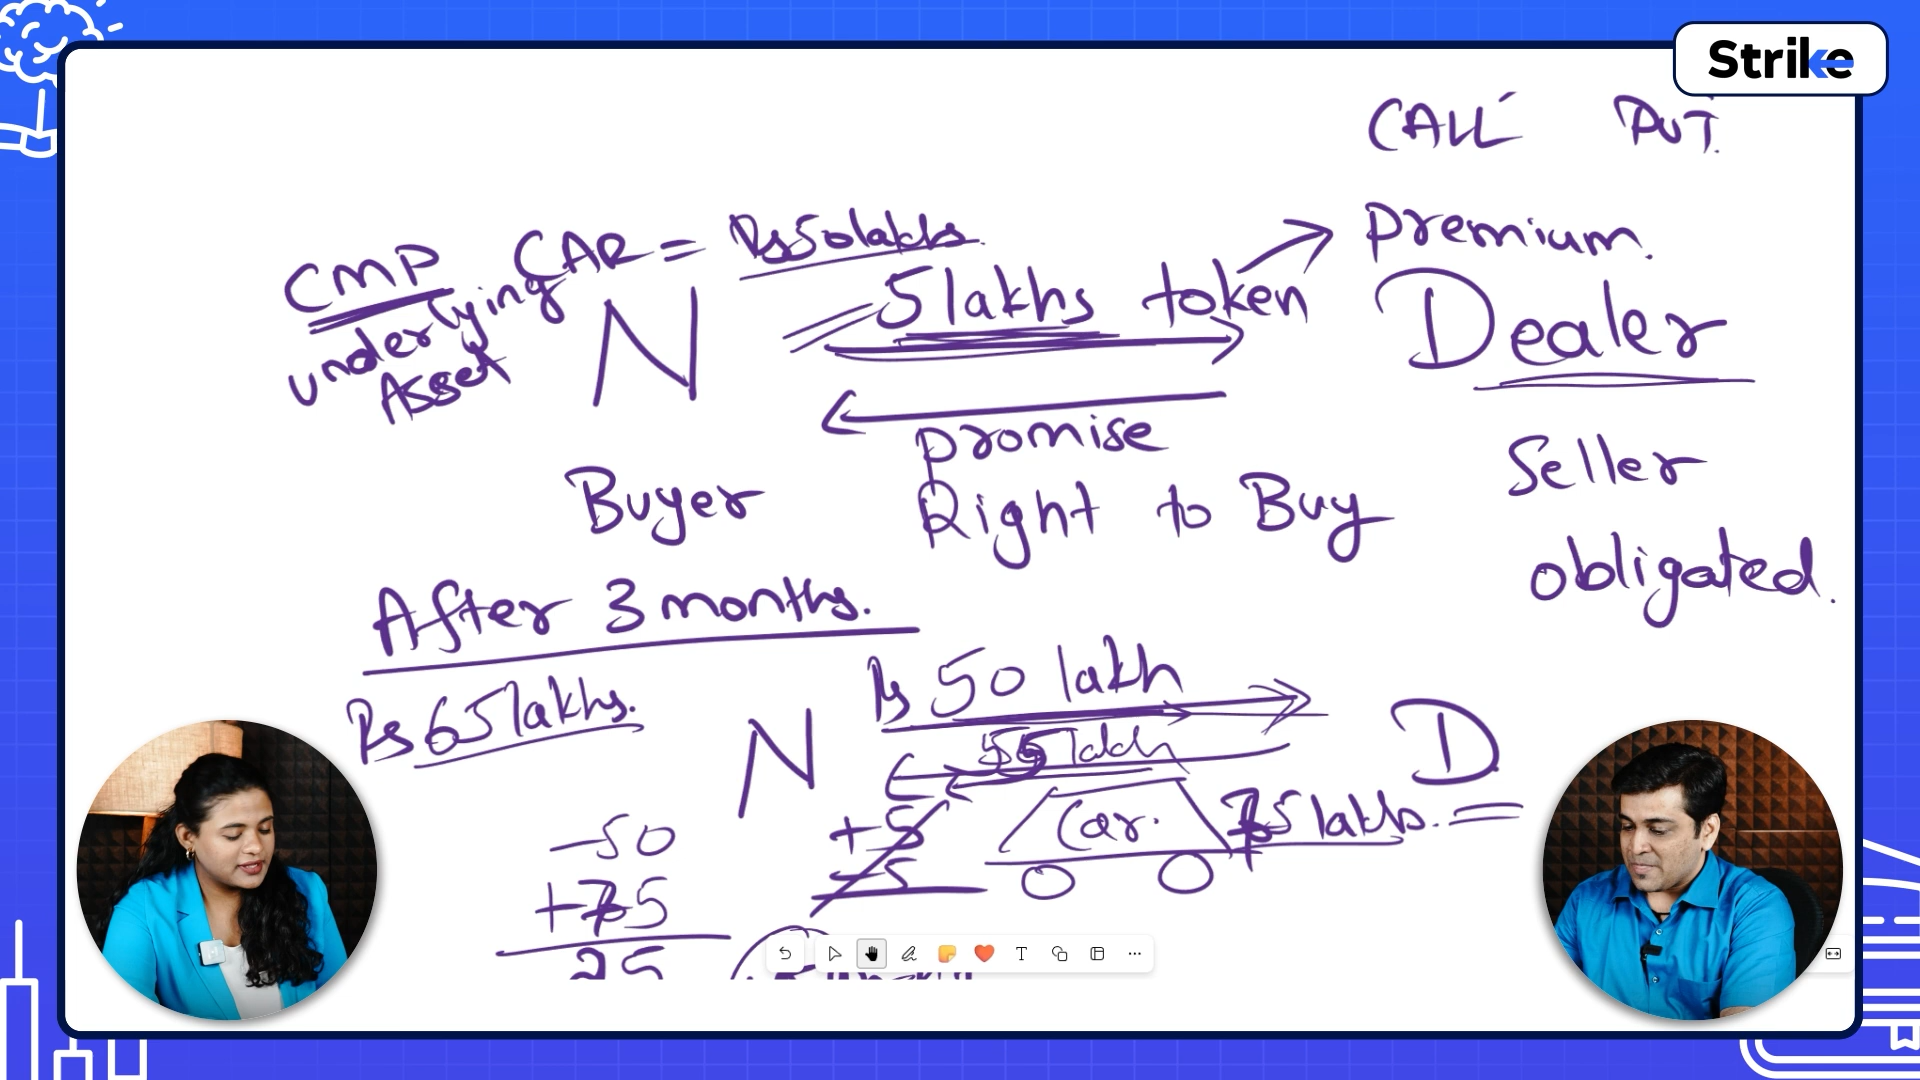 Strike
CALL PUT.
CMP CAR = Rs 50 lakhs.
underlying Asset
N 5 lakhs token Premium.
Dealer
promise
Buyer Right to Buy Seller
obligated.
After 3 months.
Rs 65 lakhs. N Rs 50 lakh D
lakh
-50 +5 Car. 75 lakhs. =
+75 -5
25
T